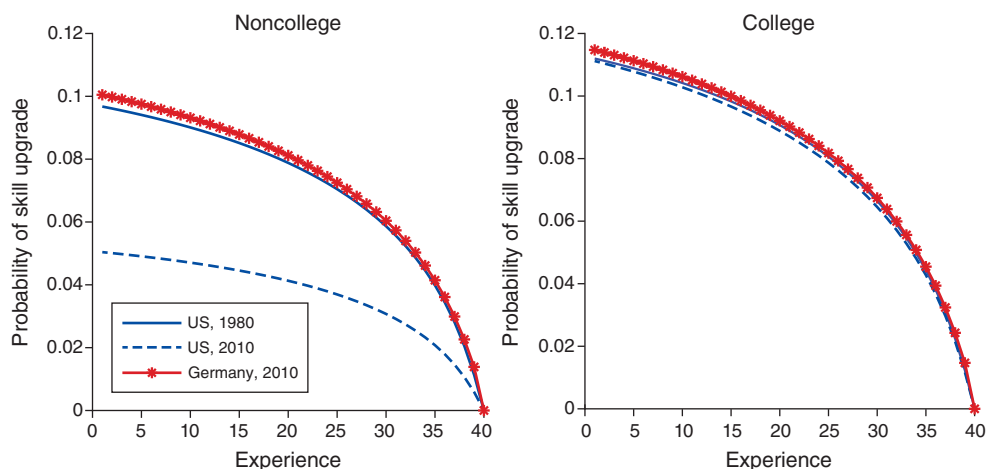 Noncollege
0.12
0.1
0.08
0.06
0.04
0.02
0
Probability of skill upgrade
US, 1980
US, 2010
Germany, 2010
0 5 10 15 20 25 30 35 40
Experience
College
0.12
0.1
0.08
0.06
0.04
0.02
0
Probability of skill upgrade
0 5 10 15 20 25 30 35 40
Experience